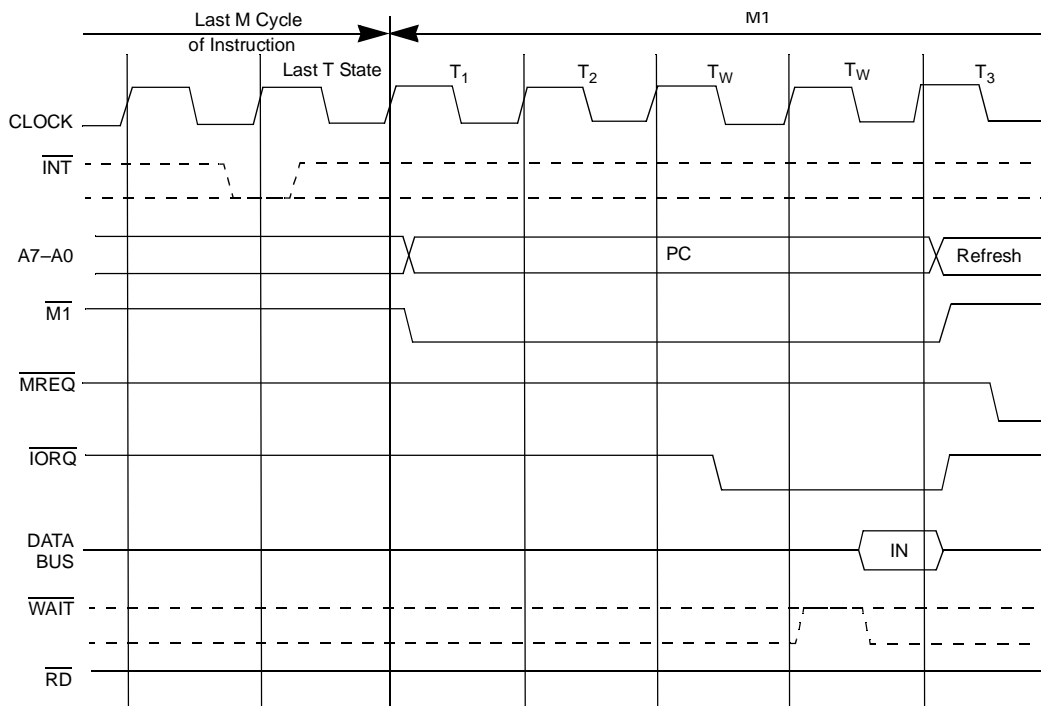 Last M Cycle
of Instruction
M1
Last T State
T1
T2
TW
TW
T3
CLOCK
INT
A7–A0
PC
Refresh
M1
MREQ
IORQ
DATA
BUS
IN
WAIT
RD